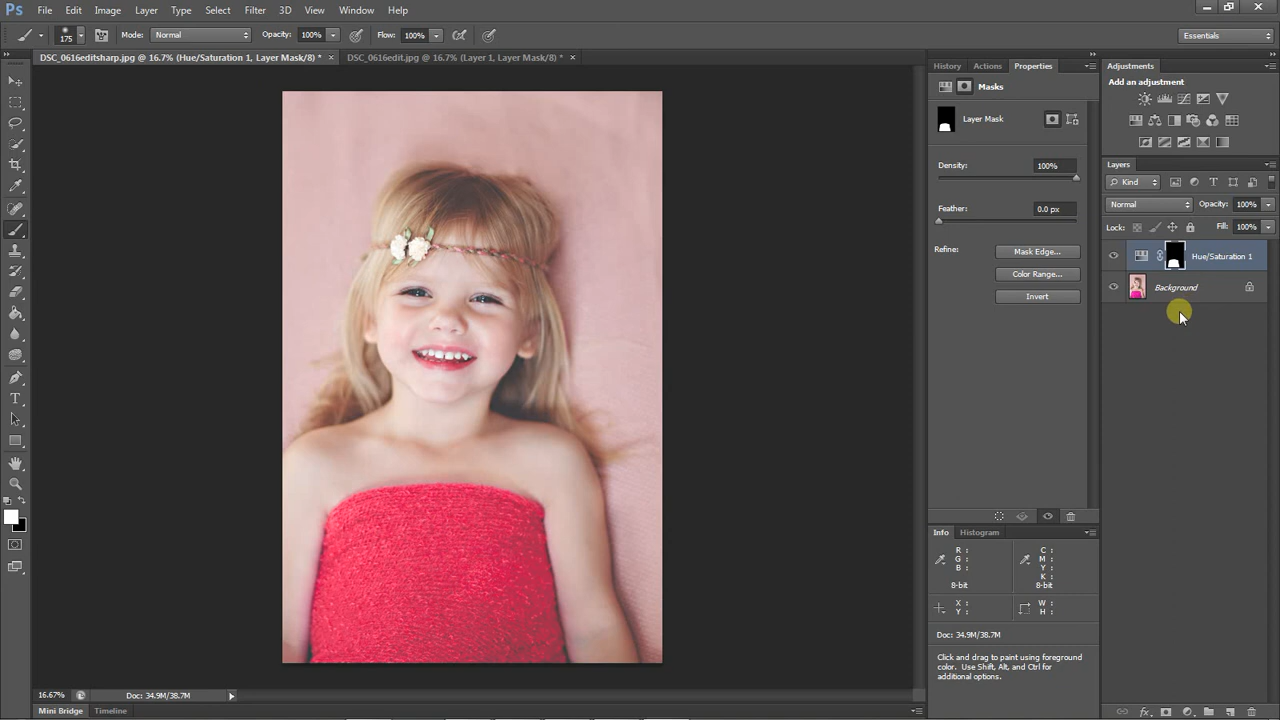 Ps File Edit Image Layer Type Select Filter 3D View Window Help
175 Mode: Normal Opacity: 100% Flow: 100% Essentials
DSC_0616editsharp.jpg @ 16.7% (Hue/Saturation 1, Layer Mask/8) * × DSC_0616edit.jpg @ 16.7% (Layer 1, Layer Mask/8) * ×
History Actions Properties
Masks
Layer Mask
Density: 100%
Feather: 0.0 px
Refine: Mask Edge...
Color Range...
Invert
Adjustments
Add an adjustment
Layers
Kind
Normal Opacity: 100%
Lock: Fill: 100%
Hue/Saturation 1
Background
Info Histogram
R : C :
G : M :
B : Y :
K :
8-bit 8-bit
X : W :
Y : H :
Doc: 34.9M/38.7M
Click and drag to paint using foreground
color. Use Shift, Alt, and Ctrl for
additional options.
16.67% Doc: 34.9M/38.7M
Mini Bridge Timeline